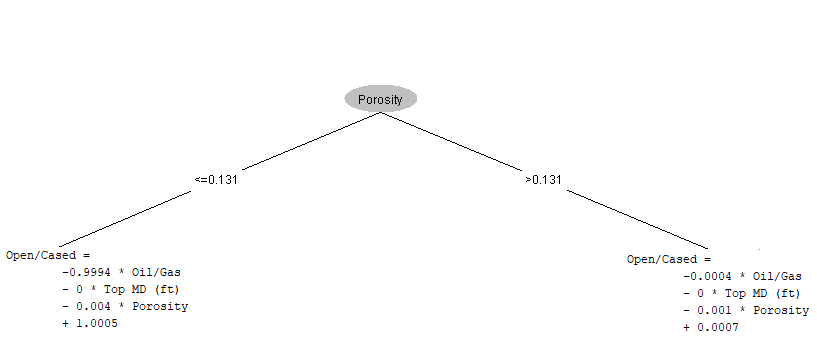 Porosity
<=0.131
>0.131
Open/Cased =
-0.9994 * Oil/Gas
- 0 * Top MD (ft)
- 0.004 * Porosity
+ 1.0005
Open/Cased =
-0.0004 * Oil/Gas
- 0 * Top MD (ft)
- 0.001 * Porosity
+ 0.0007